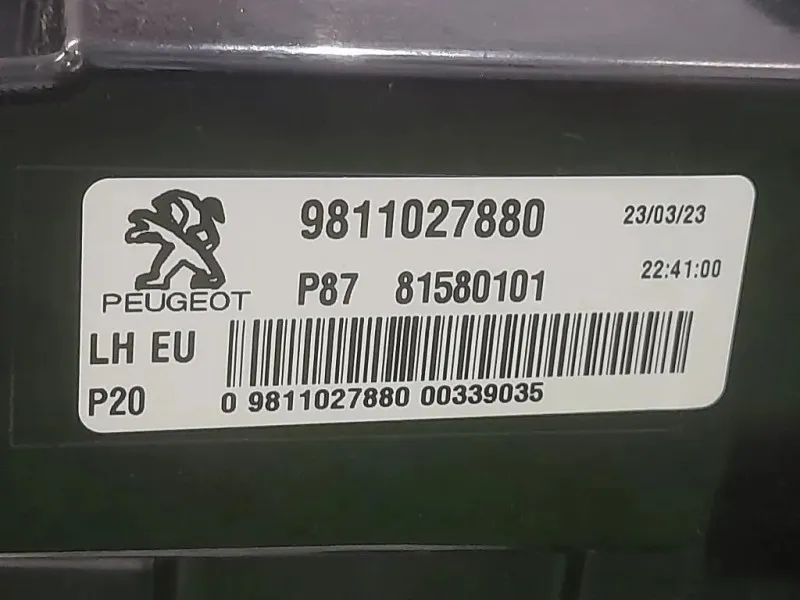 9811027880 23/03/23
P87 81580101 22:41:00
PEUGEOT
LH EU
P20
0 9811027880 00339035